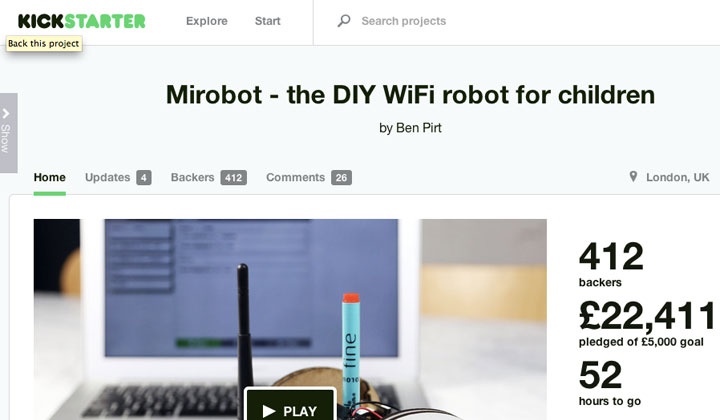 KICKSTARTER
Explore
Start
Search projects
Back this project
Show
Mirobot - the DIY WiFi robot for children
by Ben Pirt
Home
Updates 4
Backers 412
Comments 26
London, UK
412
backers
£22,411
pledged of £5,000 goal
52
hours to go
fine
PLAY